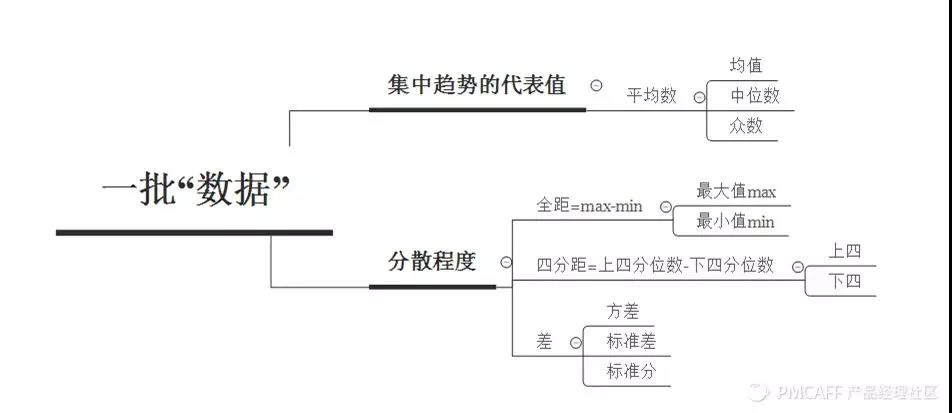 一批“数据”
集中趋势的代表值
平均数
均值
中位数
众数
分散程度
全距=max-min
最大值max
最小值min
四分距=上四分位数-下四分位数
上四
下四
差
方差
标准差
标准分
PMCAFF 产品经理社区